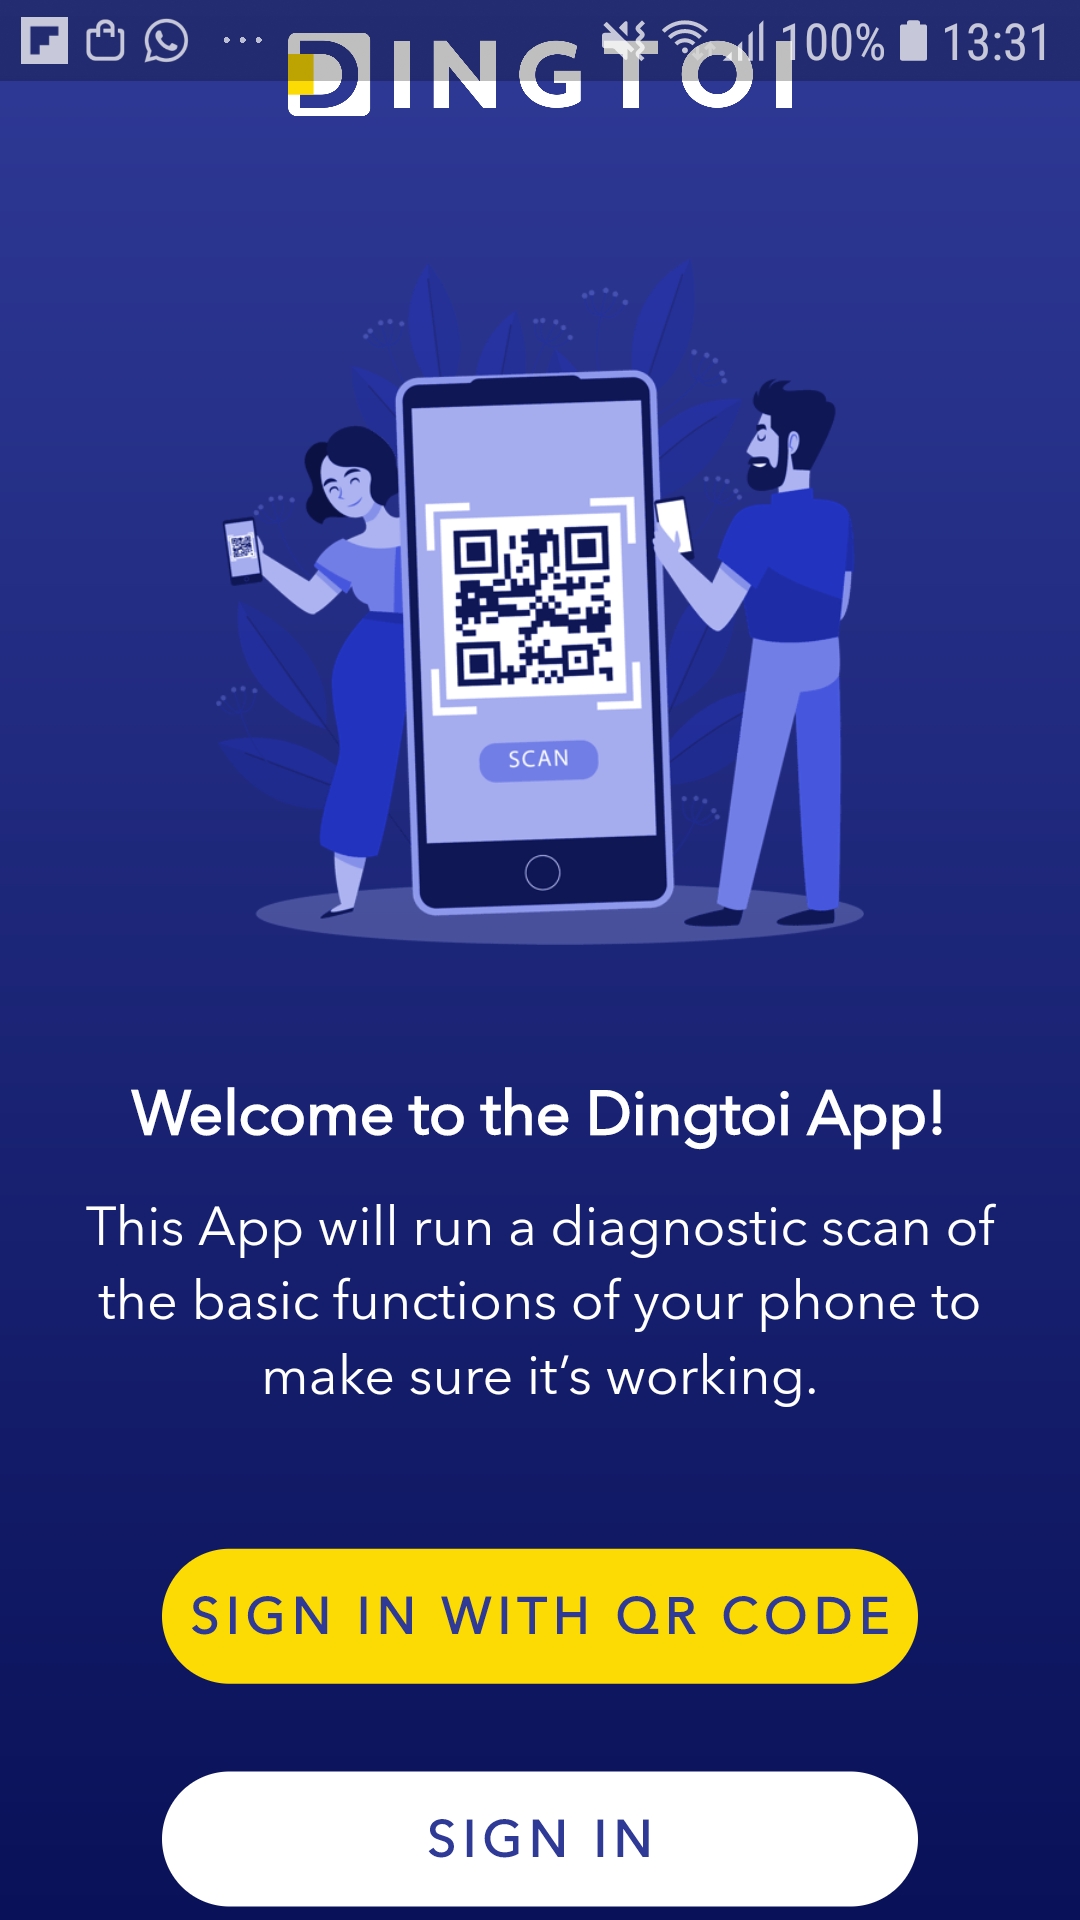 100% 13:31
DINGTOI
SCAN
Welcome to the Dingtoi App!
This App will run a diagnostic scan of
the basic functions of your phone to
make sure it’s working.
SIGN IN WITH QR CODE
SIGN IN